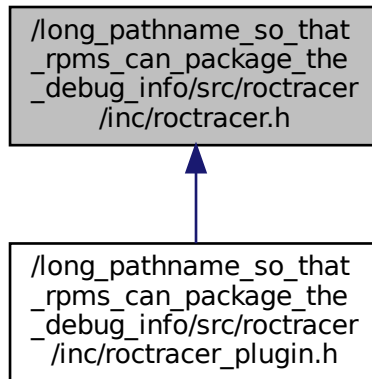 /long_pathname_so_that
_rpms_can_package_the
_debug_info/src/roctracer
/inc/roctracer.h
/long_pathname_so_that
_rpms_can_package_the
_debug_info/src/roctracer
/inc/roctracer_plugin.h